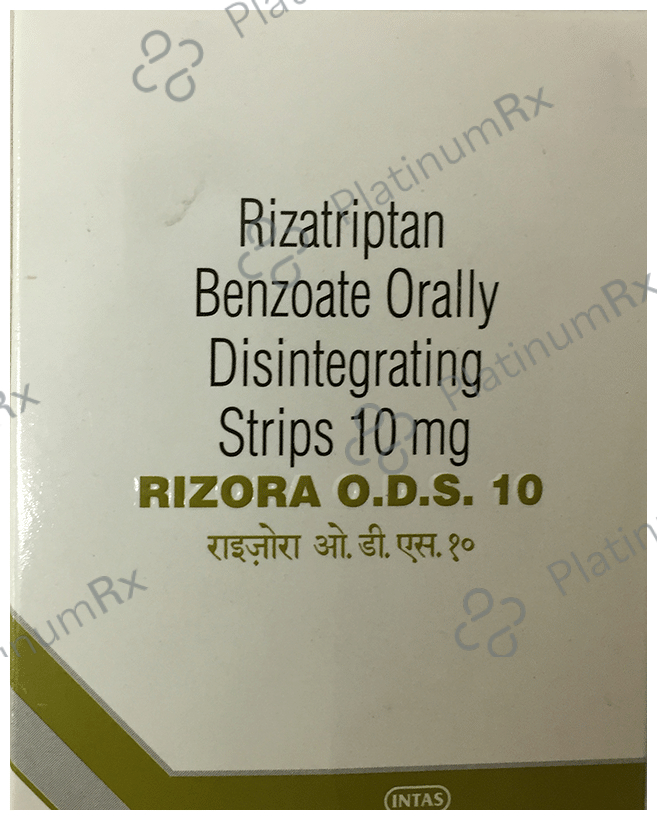 PlatinumRx
Rizatriptan
Benzoate Orally
Disintegrating
Strips 10 mg
RIZORA O.D.S. 10
राइज़ोरा ओ. डी. एस. १०
INTAS
PlatinumRx